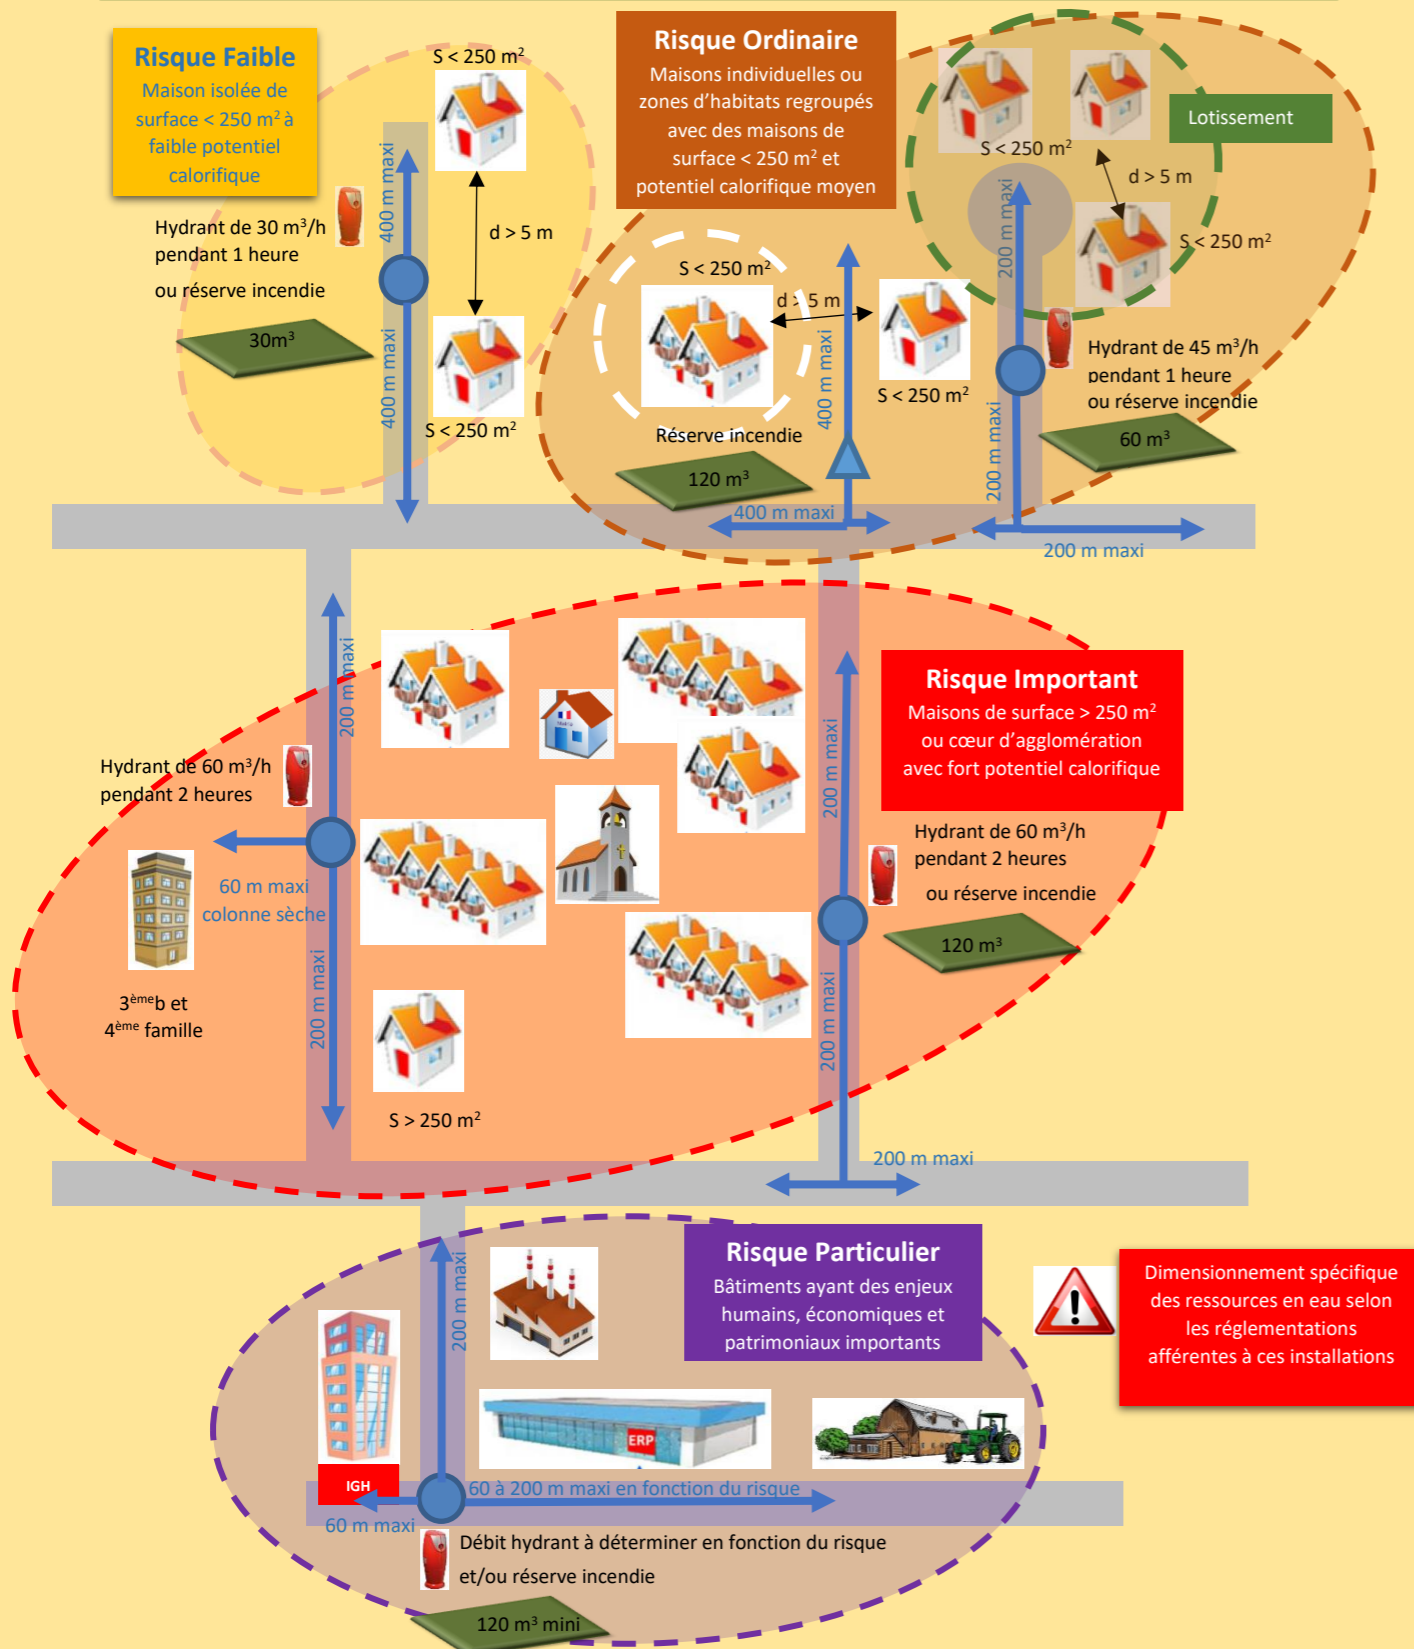 Risque Faible
Maison isolée de
surface < 250 m² à
faible potentiel
calorifique
S < 250 m²
400 m maxi
d > 5 m
Hydrant de 30 m³/h
pendant 1 heure
ou réserve incendie
30m³
400 m maxi
S < 250 m²
Risque Ordinaire
Maisons individuelles ou
zones d'habitats regroupés
avec des maisons de
surface < 250 m² et
potentiel calorifique moyen
S < 250 m²
d > 5 m
400 m maxi
S < 250 m²
Réserve incendie
120 m³
400 m maxi
Lotissement
S < 250 m²
d > 5 m
S < 250 m²
200 m maxi
Hydrant de 45 m³/h
pendant 1 heure
ou réserve incendie
60 m³
200 m maxi
200 m maxi
200 m maxi
Hydrant de 60 m³/h
pendant 2 heures
60 m maxi
colonne sèche
3èmeb et
4ème famille
200 m maxi
S > 250 m²
Risque Important
Maisons de surface > 250 m²
ou cœur d'agglomération
avec fort potentiel calorifique
200 m maxi
Hydrant de 60 m³/h
pendant 2 heures
ou réserve incendie
120 m³
200 m maxi
200 m maxi
Risque Particulier
Bâtiments ayant des enjeux
humains, économiques et
patrimoniaux importants
Dimensionnement spécifique
des ressources en eau selon
les réglementations
afférentes à ces installations
200 m maxi
ERP
IGH
60 à 200 m maxi en fonction du risque
60 m maxi
Débit hydrant à déterminer en fonction du risque
et/ou réserve incendie
120 m³ mini